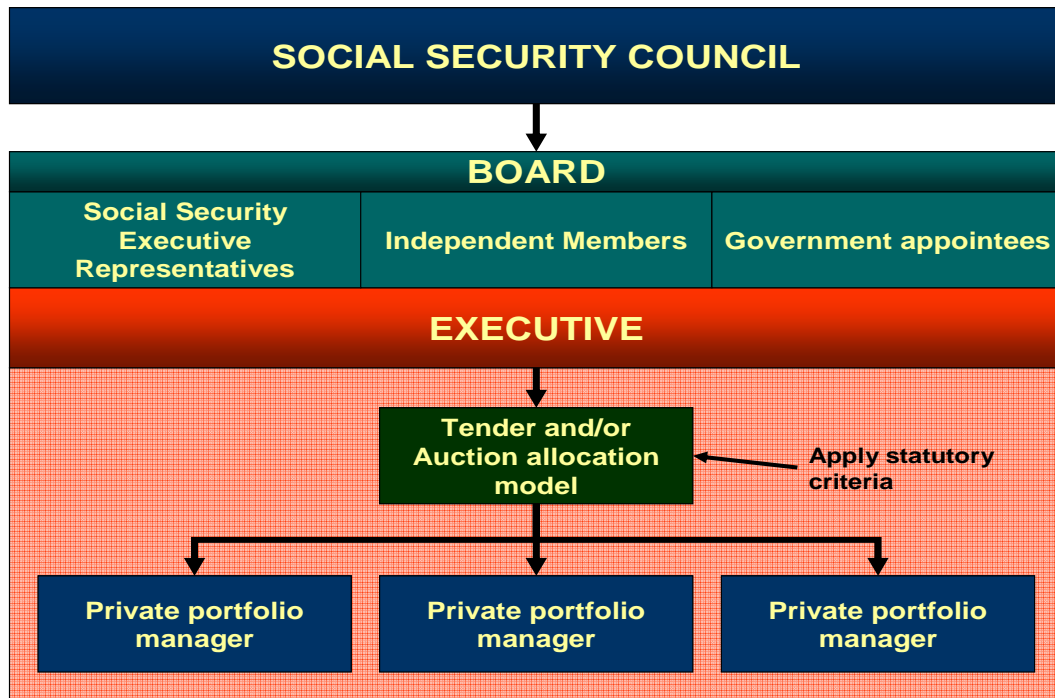 SOCIAL SECURITY COUNCIL
BOARD
Social Security
Executive
Representatives
Independent Members
Government appointees
EXECUTIVE
Tender and/or
Auction allocation
model
Apply statutory
criteria
Private portfolio
manager
Private portfolio
manager
Private portfolio
manager